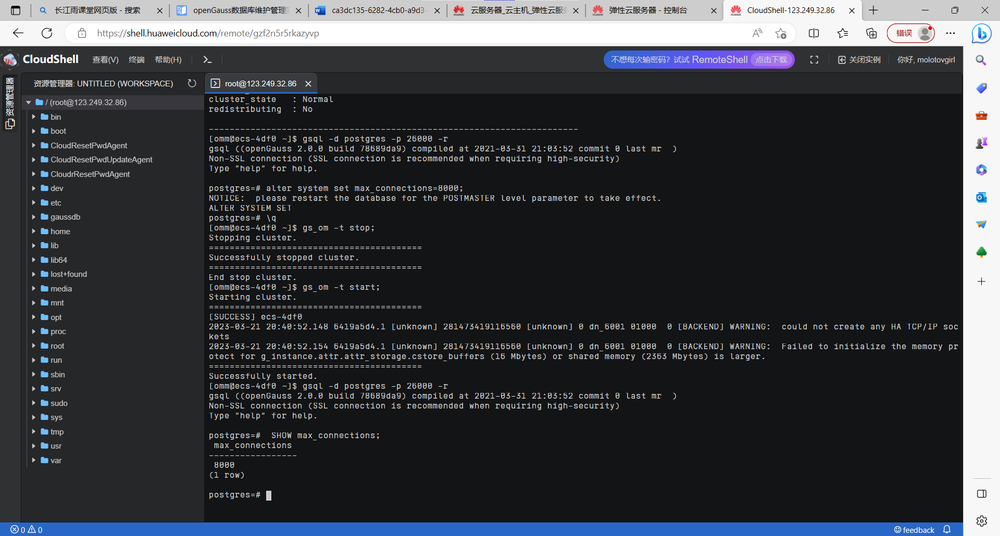 长江雨课堂网页版 - 搜索
openGauss数据库维护管理
ca3dc135-6282-4cb0-a9d3-
云服务器_云主机_弹性云服务
弹性云服务器 - 控制台
CloudShell-123.249.32.86
https://shell.huaweicloud.com/remote/gzf2n5r5rkazyvp
错误
CloudShell
查看(V)
终端
帮助(H)
不想每次输密码？试试 RemoteShell 点击下载
关闭实例
你好, molotovgirl
资源管理器
资源管理器: UNTITLED (WORKSPACE)
/ (root@123.249.32.86)
bin
boot
CloudResetPwdAgent
CloudResetPwdUpdateAgent
CloudrResetPwdAgent
dev
etc
gaussdb
home
lib
lib64
lost+found
media
mnt
opt
proc
root
run
sbin
srv
sudo
sys
tmp
usr
var
root@123.249.32.86
cluster_state   : Normal
redistributing  : No
-----------------------------------------------------------------------
[omm@ecs-4df0 ~]$ gsql -d postgres -p 26000 -r
gsql ((openGauss 2.0.0 build 78689da9) compiled at 2021-03-31 21:03:52 commit 0 last mr  )
Non-SSL connection (SSL connection is recommended when requiring high-security)
Type "help" for help.
postgres=# alter system set max_connections=8000;
NOTICE:  please restart the database for the POSTMASTER level parameter to take effect.
ALTER SYSTEM SET
postgres=# \q
[omm@ecs-4df0 ~]$ gs_om -t stop;
Stopping cluster.
=========================================
Successfully stopped cluster.
=========================================
End stop cluster.
[omm@ecs-4df0 ~]$ gs_om -t start;
Starting cluster.
=========================================
[SUCCESS] ecs-4df0
2023-03-21 20:40:52.148 6419a5d4.1 [unknown] 281473419116560 [unknown] 0 dn_6001 01000  0 [BACKEND] WARNING:  could not create any HA TCP/IP soc
kets
2023-03-21 20:40:52.154 6419a5d4.1 [unknown] 281473419116560 [unknown] 0 dn_6001 01000  0 [BACKEND] WARNING:  Failed to initialize the memory pr
otect for g_instance.attr.attr_storage.cstore_buffers (16 Mbytes) or shared memory (2363 Mbytes) is larger.
=========================================
Successfully started.
[omm@ecs-4df0 ~]$ gsql -d postgres -p 26000 -r
gsql ((openGauss 2.0.0 build 78689da9) compiled at 2021-03-31 21:03:52 commit 0 last mr  )
Non-SSL connection (SSL connection is recommended when requiring high-security)
Type "help" for help.
postgres=#  SHOW max_connections;
max_connections
-----------------
8000
(1 row)
postgres=#
0 0
feedback